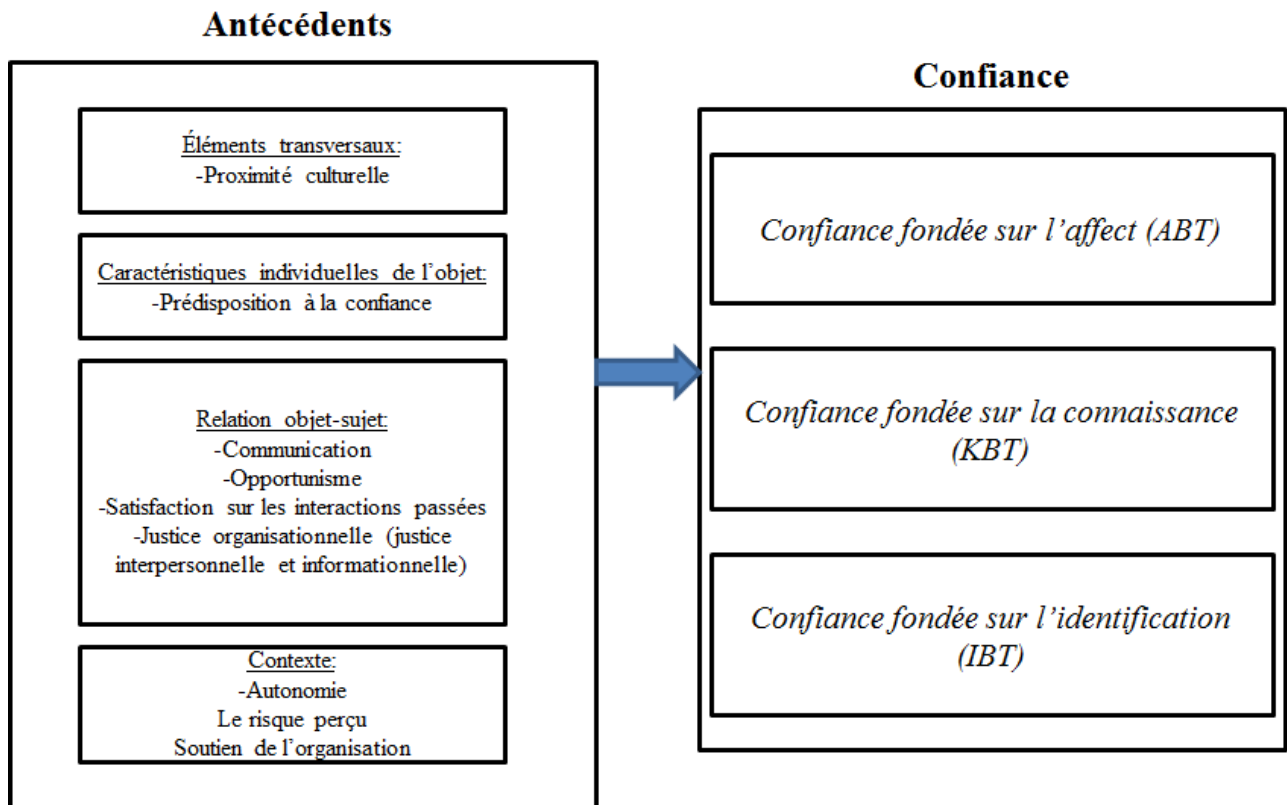 Antécédents
Éléments transversaux:
-Proximité culturelle
Caractéristiques individuelles de l'objet:
-Prédisposition à la confiance
Relation objet-sujet:
-Communication
-Opportunisme
-Satisfaction sur les interactions passées
-Justice organisationnelle (justice
interpersonnelle et informationnelle)
Contexte:
-Autonomie
Le risque perçu
Soutien de l'organisation
Confiance
Confiance fondée sur l'affect (ABT)
Confiance fondée sur la connaissance
(KBT)
Confiance fondée sur l'identification
(IBT)